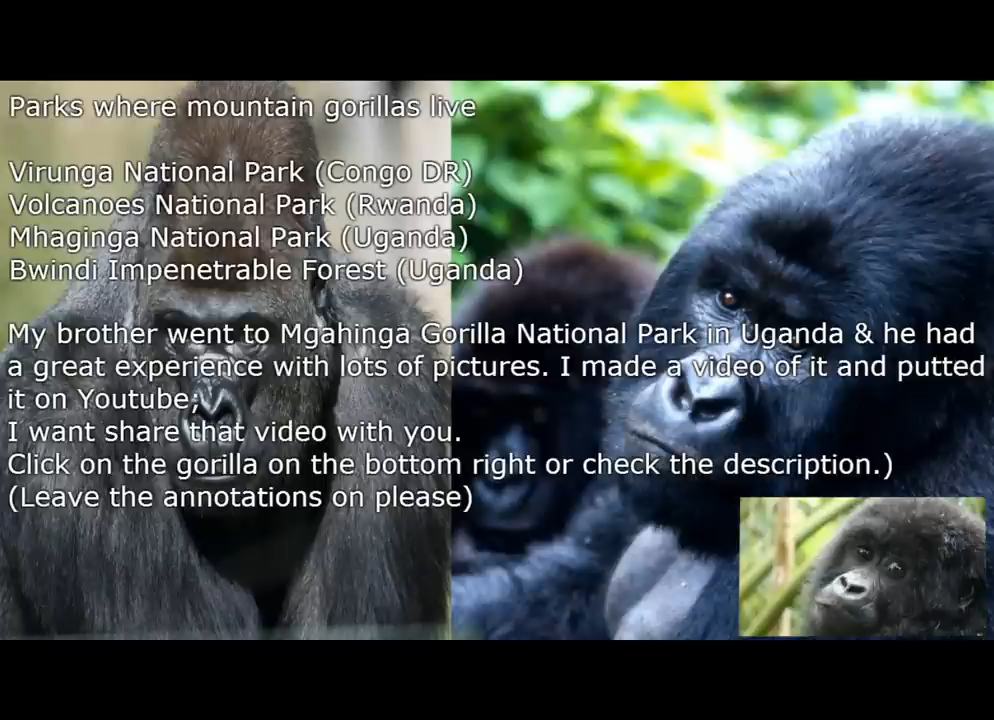 Parks where mountain gorillas live
Virunga National Park (Congo DR)
Volcanoes National Park (Rwanda)
Mhaginga National Park (Uganda)
Bwindi Impenetrable Forest (Uganda)
My brother went to Mgahinga Gorilla National Park in Uganda & he had
a great experience with lots of pictures. I made a video of it and putted
it on Youtube;
I want share that video with you.
Click on the gorilla on the bottom right or check the description.)
(Leave the annotations on please)